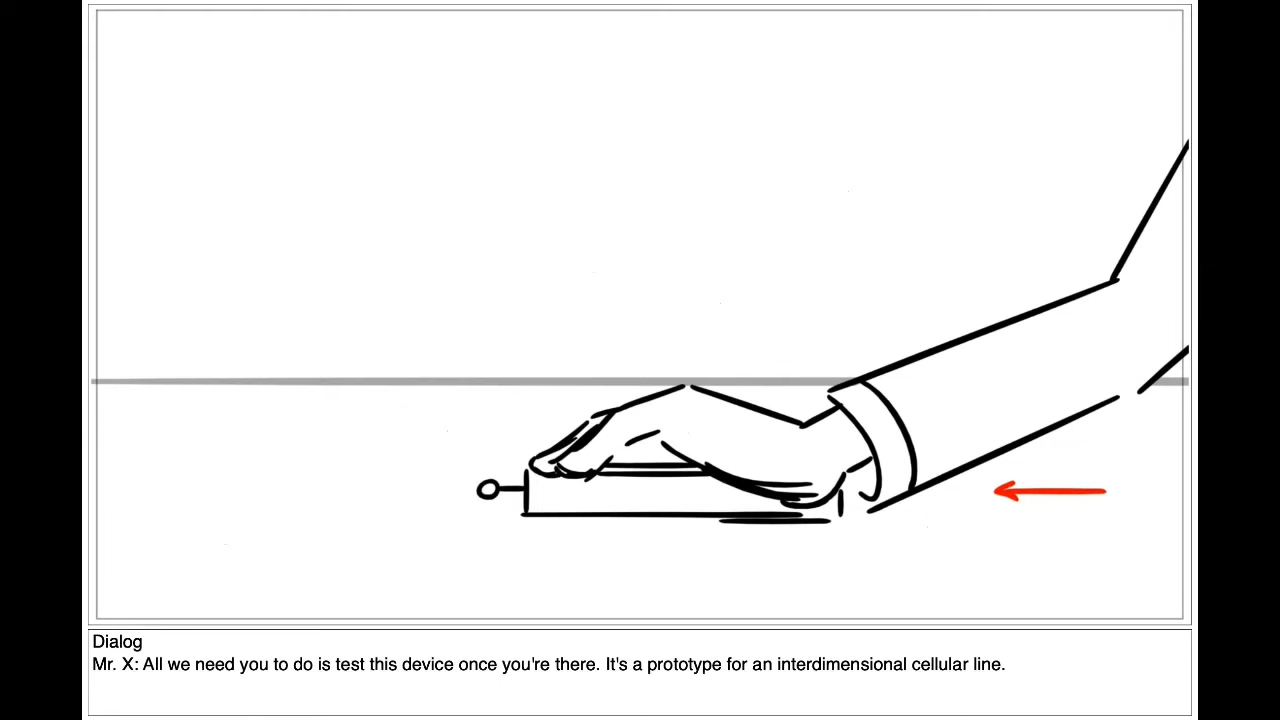 Dialog
Mr. X: All we need you to do is test this device once you're there. It's a prototype for an interdimensional cellular line.